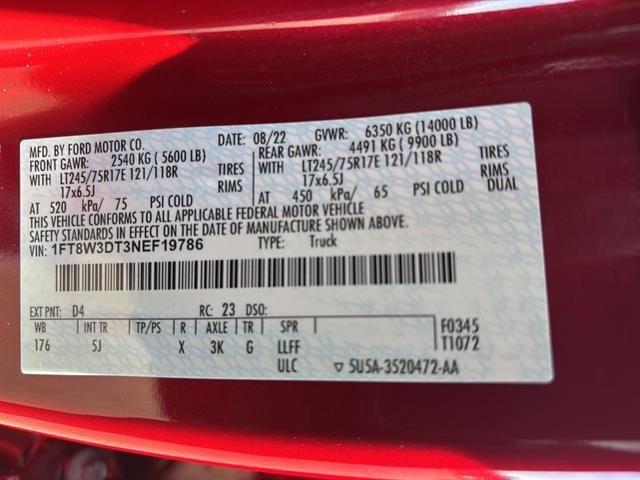 MFD. BY FORD MOTOR CO.
DATE: 08/22 GVWR: 6350 KG (14000 LB)
FRONT GAWR: 2540 KG ( 5600 LB) REAR GAWR: 4491 KG ( 9900 LB)
WITH LT245/75R17E 121/118R TIRES LT245/75R17E 121/118R TIRES
17x6.5J RIMS WITH 17x6.5J RIMS
AT 520 kPa/ 75 PSI COLD AT 450 kPa/ 65 PSI COLD DUAL
THIS VEHICLE CONFORMS TO ALL APPLICABLE FEDERAL MOTOR VEHICLE
SAFETY STANDARDS IN EFFECT ON THE DATE OF MANUFACTURE SHOWN ABOVE.
VIN: 1FT8W3DT3NEF19786 TYPE: Truck
EXT PNT: D4 RC: 23 DSO: F0345
WB INT TR TP/PS R AXLE TR SPR T1072
176 5J X 3K G LLFF
ULC ▽ 5U5A-3520472-AA